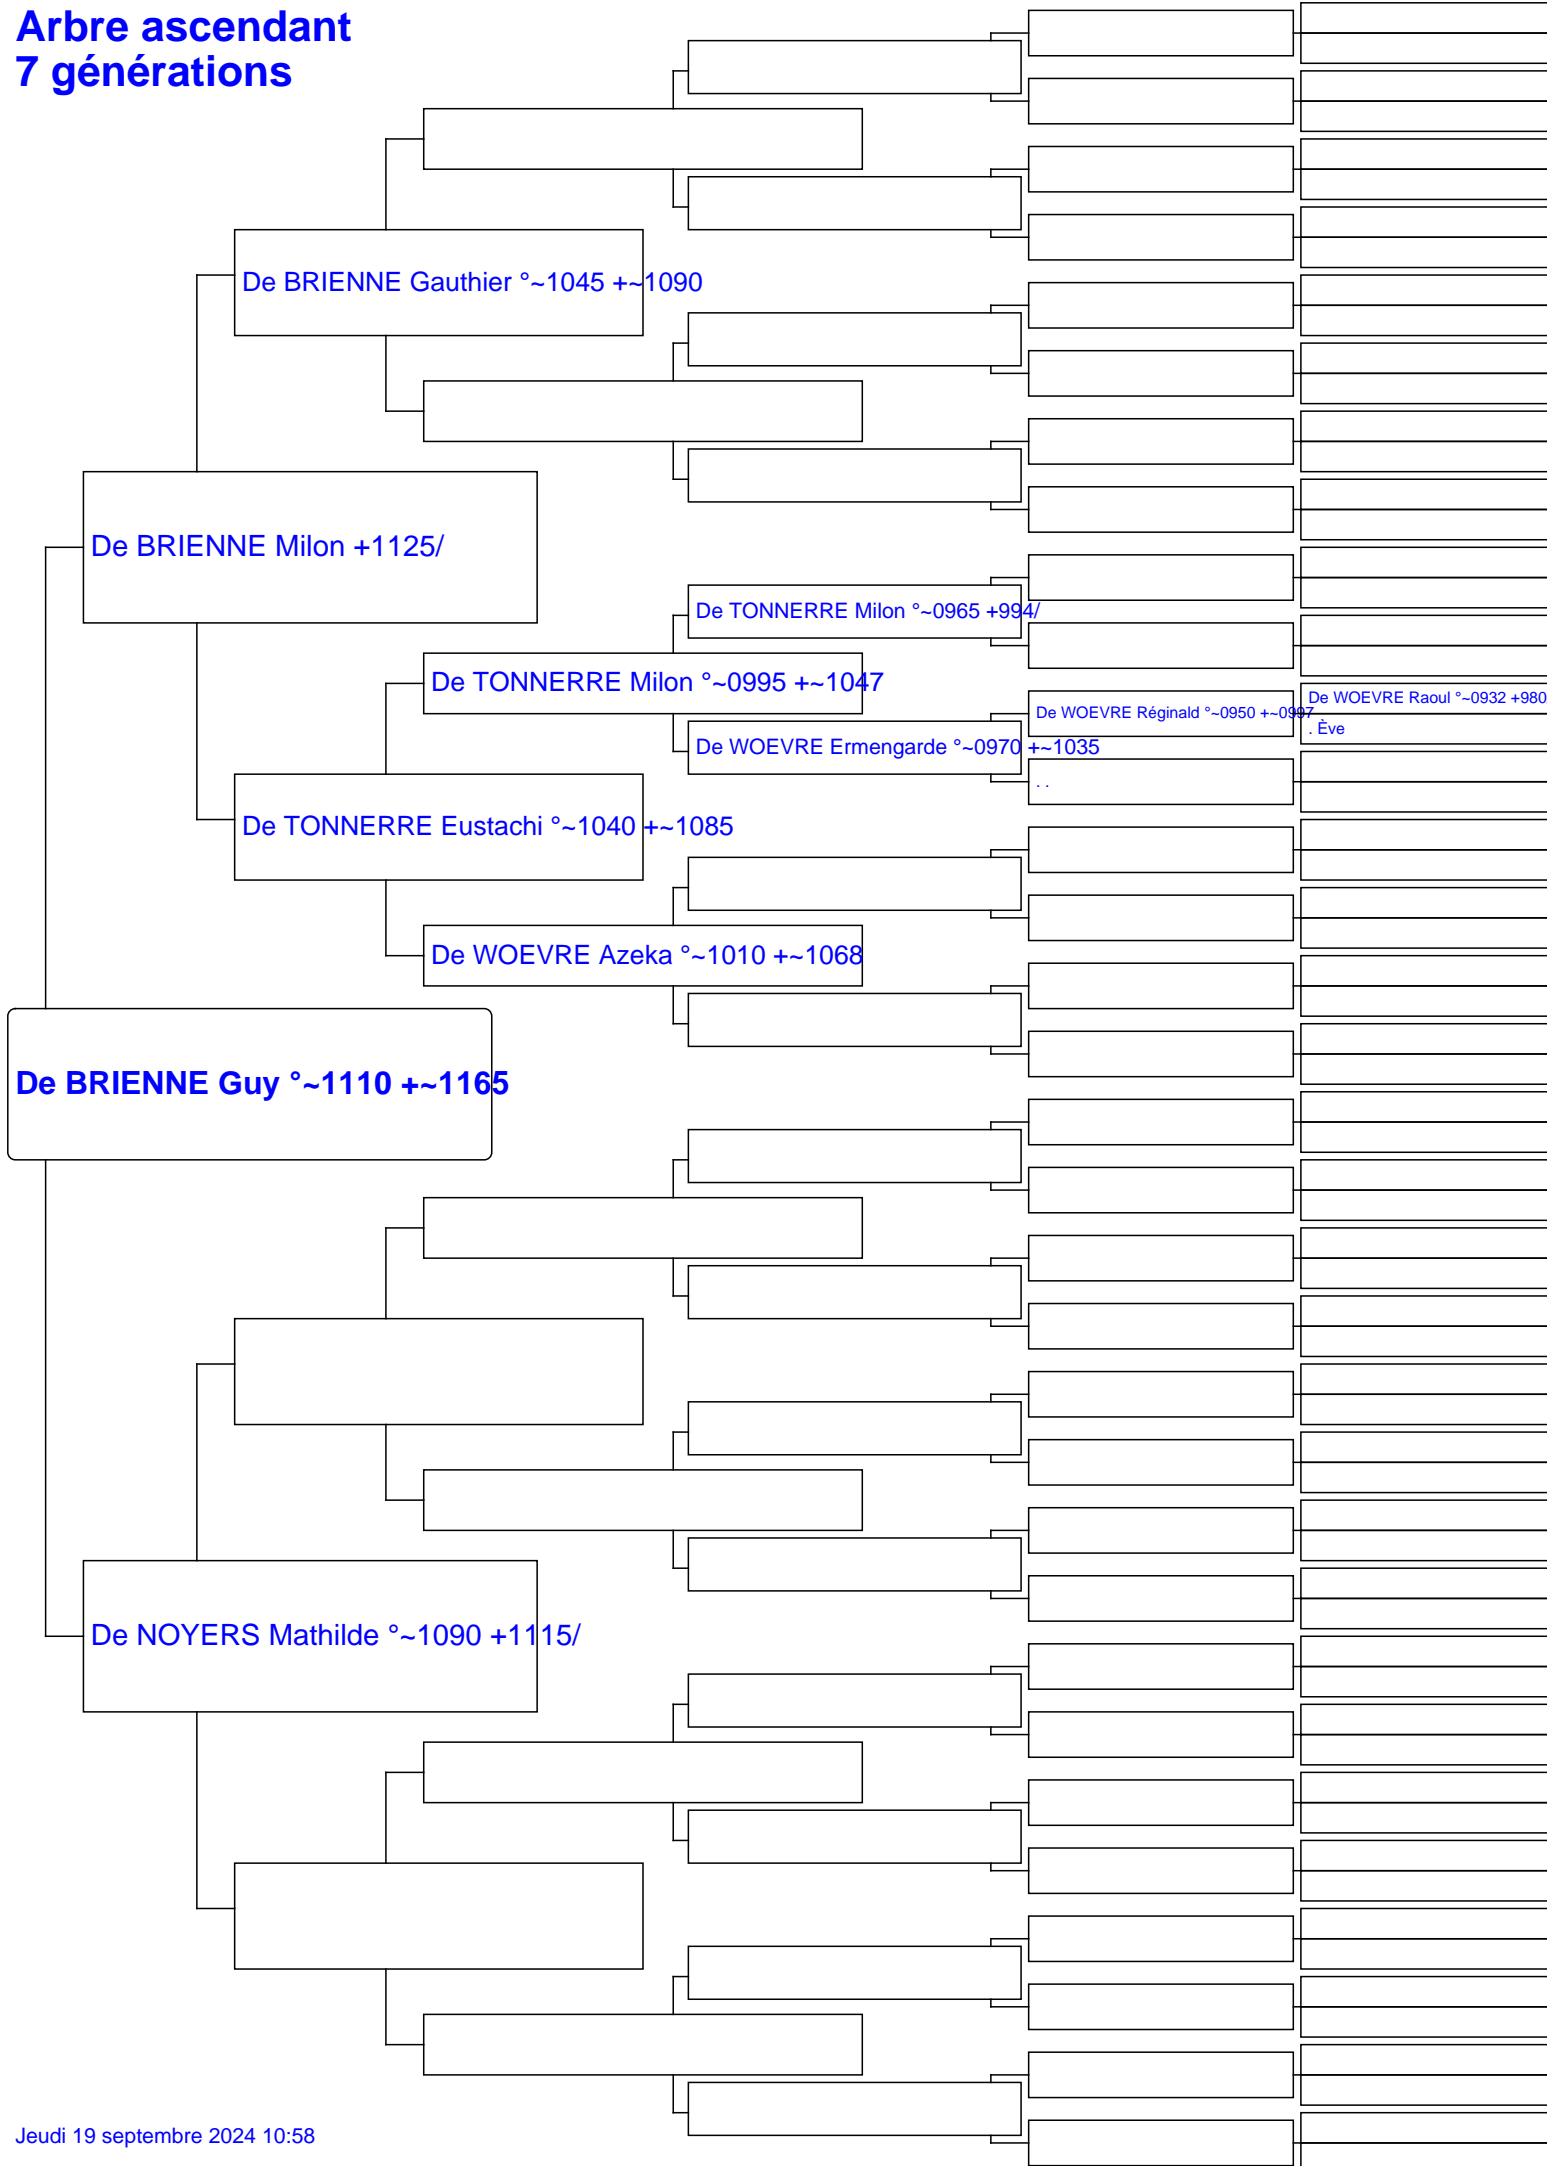 Arbre ascendant
7 générations
De BRIENNE Gauthier °~1045 +~1090
De BRIENNE Milon +1125/
De TONNERRE Milon °~0965 +994/
De TONNERRE Milon °~0995 +~1047
De WOEVRE Raoul °~0932 +980
De WOEVRE Réginald °~0950 +~0997
. Ève
De WOEVRE Ermengarde °~0970 +~1035
. .
De TONNERRE Eustachi °~1040 +~1085
De WOEVRE Azeka °~1010 +~1068
De BRIENNE Guy °~1110 +~1165
De NOYERS Mathilde °~1090 +1115/
Jeudi 19 septembre 2024 10:58